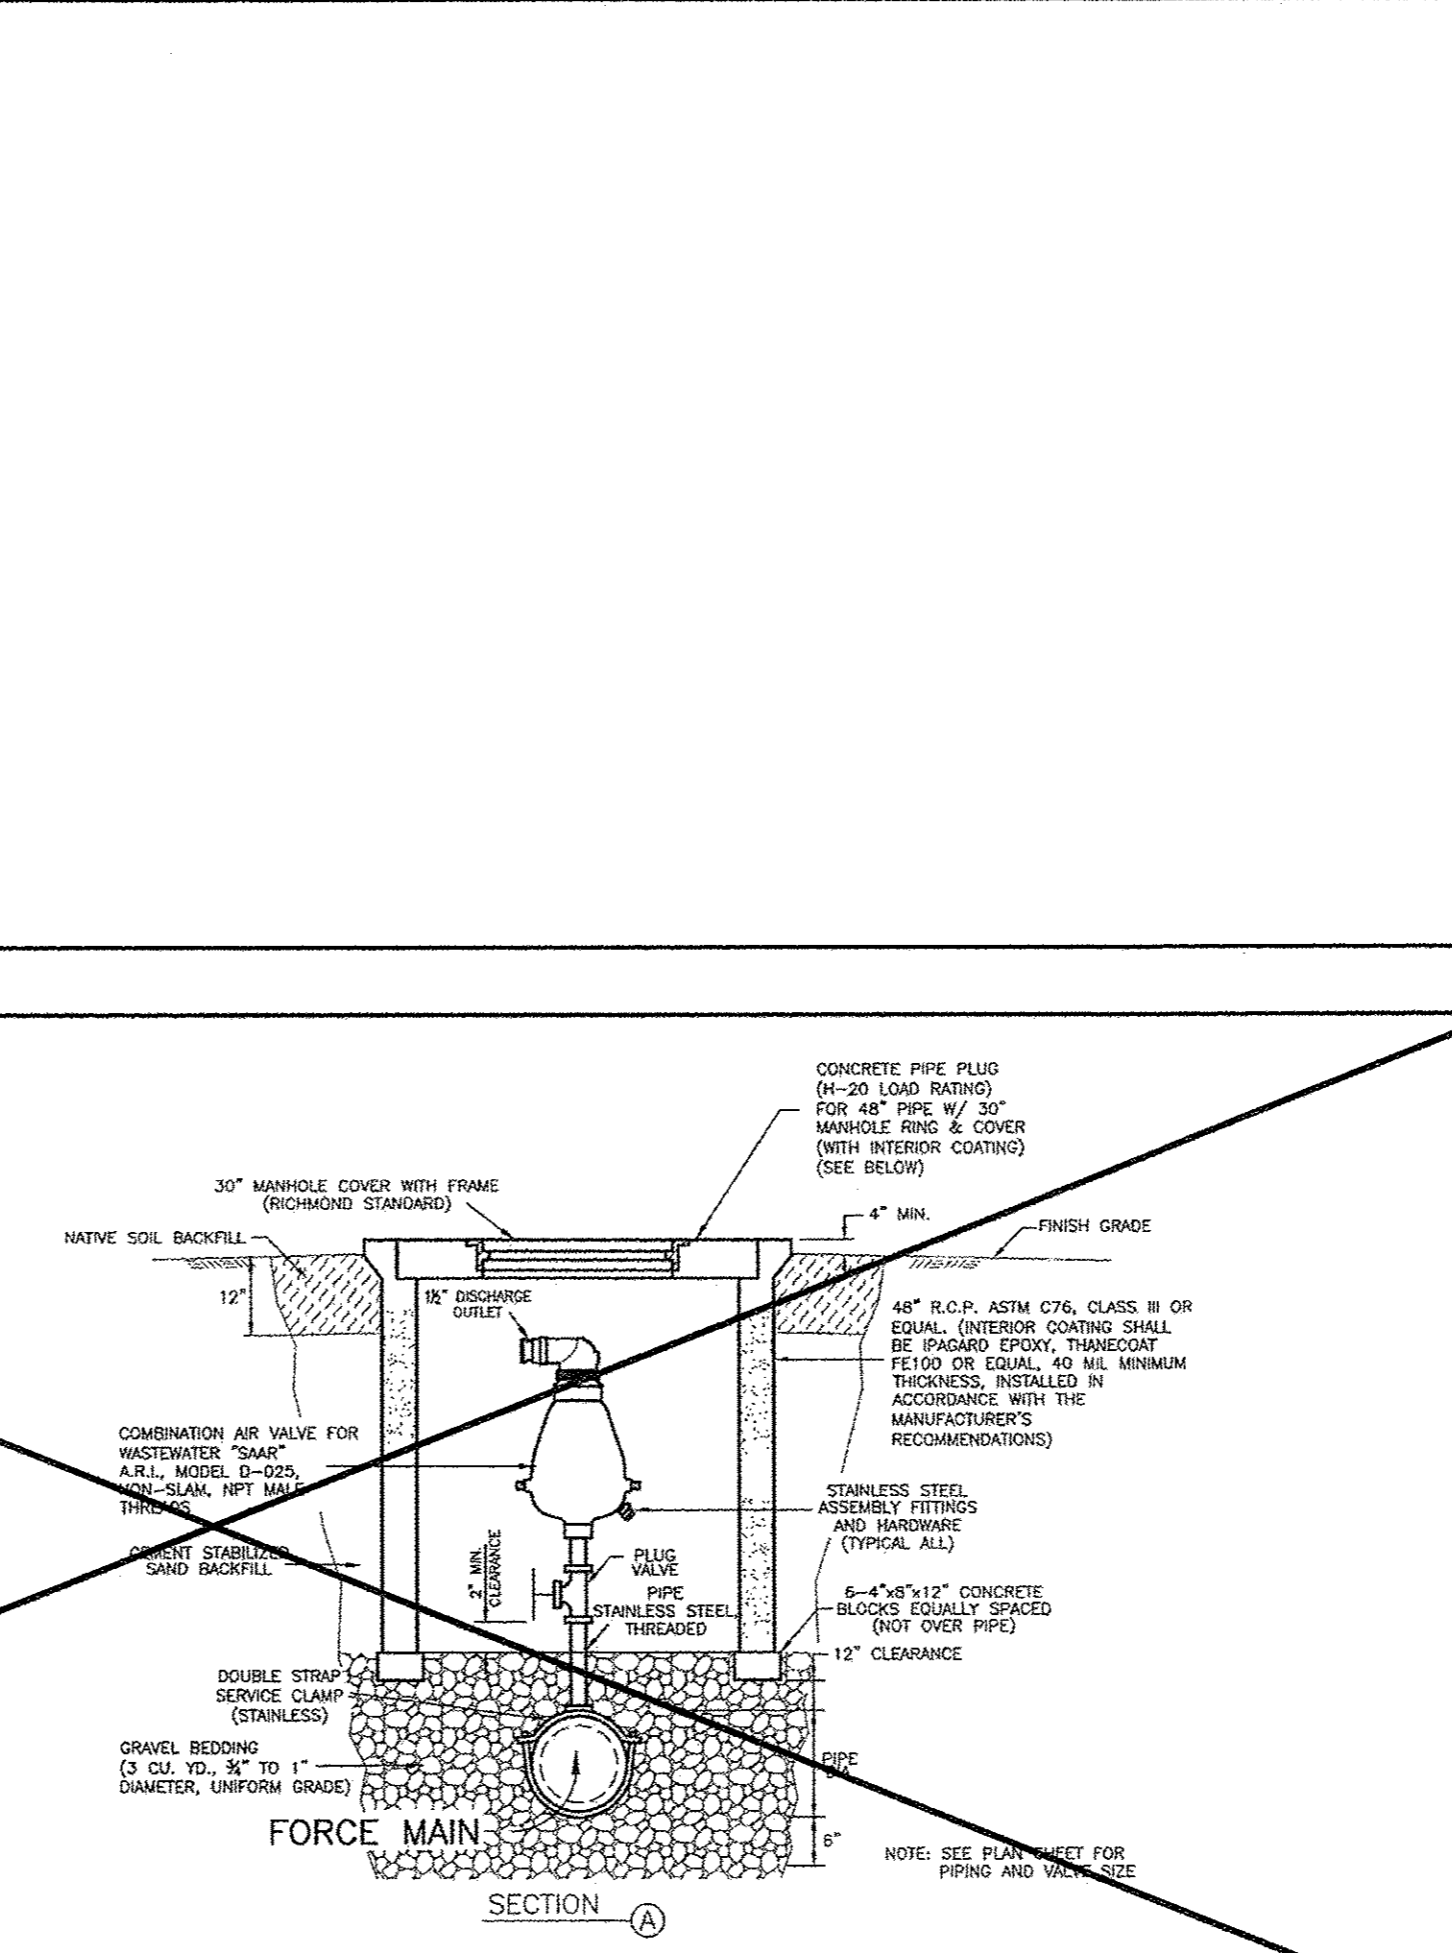 CONCRETE PIPE PLUG
(H-20 LOAD RATING)
FOR 48" PIPE W/ 30"
MANHOLE RING & COVER
(WITH INTERIOR COATING)
(SEE BELOW)
30" MANHOLE COVER WITH FRAME
(RICHMOND STANDARD)
4" MIN.
FINISH GRADE
NATIVE SOIL BACKFILL
12"
1½" DISCHARGE
OUTLET
48" R.C.P. ASTM C76, CLASS III OR
EQUAL. (INTERIOR COATING SHALL
BE IPAGARD EPOXY, THANECOAT
FE100 OR EQUAL, 40 MIL MINIMUM
THICKNESS, INSTALLED IN
ACCORDANCE WITH THE
MANUFACTURER'S
RECOMMENDATIONS)
COMBINATION AIR VALVE FOR
WASTEWATER "SAAR"
A.R.I., MODEL D-025,
NON-SLAM, NPT MALE
THREADS
STAINLESS STEEL
ASSEMBLY FITTINGS
AND HARDWARE
(TYPICAL ALL)
CEMENT STABILIZED
SAND BACKFILL
2" MIN.
CLEARANCE
PLUG
VALVE
PIPE
STAINLESS STEEL,
THREADED
6-4"x8"x12" CONCRETE
BLOCKS EQUALLY SPACED
(NOT OVER PIPE)
12" CLEARANCE
DOUBLE STRAP
SERVICE CLAMP
(STAINLESS)
GRAVEL BEDDING
(3 CU. YD., ¾" TO 1"
DIAMETER, UNIFORM GRADE)
PIPE
DIA.
FORCE MAIN
6"
NOTE: SEE PLAN SHEET FOR
PIPING AND VALVE SIZE
SECTION A